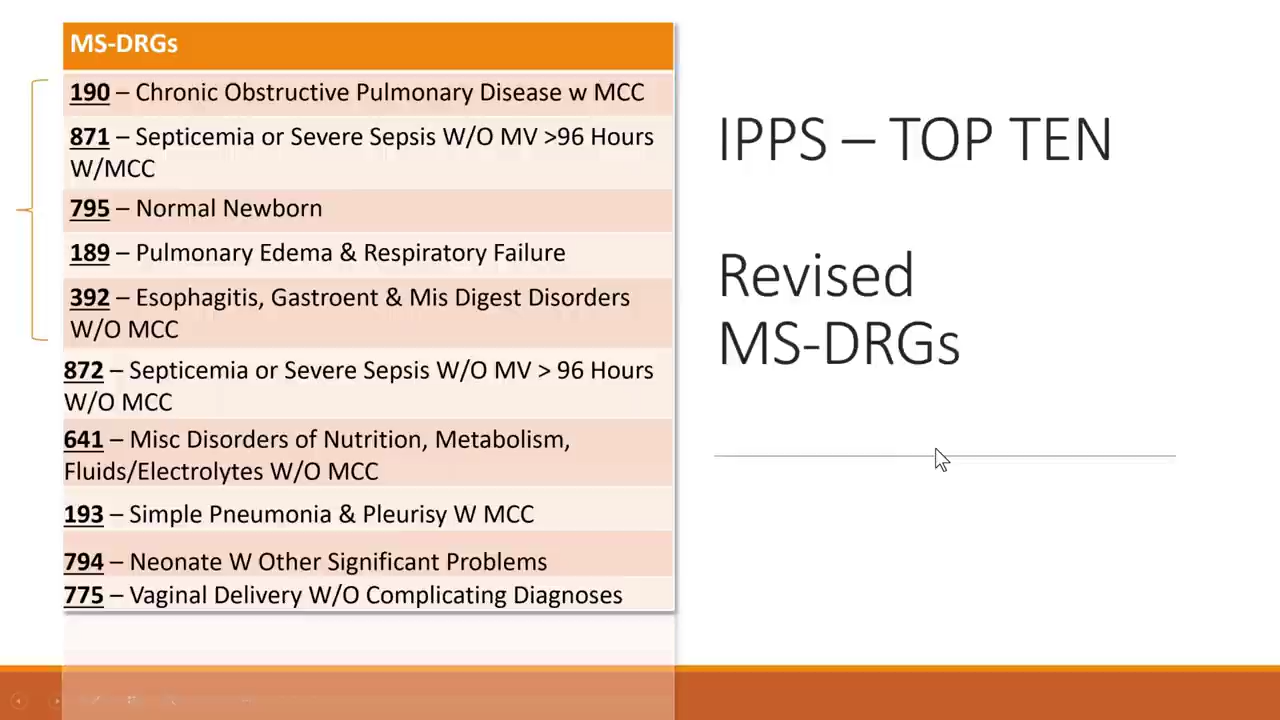 MS-DRGs
190 – Chronic Obstructive Pulmonary Disease w MCC
871 – Septicemia or Severe Sepsis W/O MV >96 Hours
W/MCC
795 – Normal Newborn
189 – Pulmonary Edema & Respiratory Failure
392 – Esophagitis, Gastroent & Mis Digest Disorders
W/O MCC
872 – Septicemia or Severe Sepsis W/O MV > 96 Hours
W/O MCC
641 – Misc Disorders of Nutrition, Metabolism,
Fluids/Electrolytes W/O MCC
193 – Simple Pneumonia & Pleurisy W MCC
794 – Neonate W Other Significant Problems
775 – Vaginal Delivery W/O Complicating Diagnoses
IPPS – TOP TEN
Revised
MS-DRGs